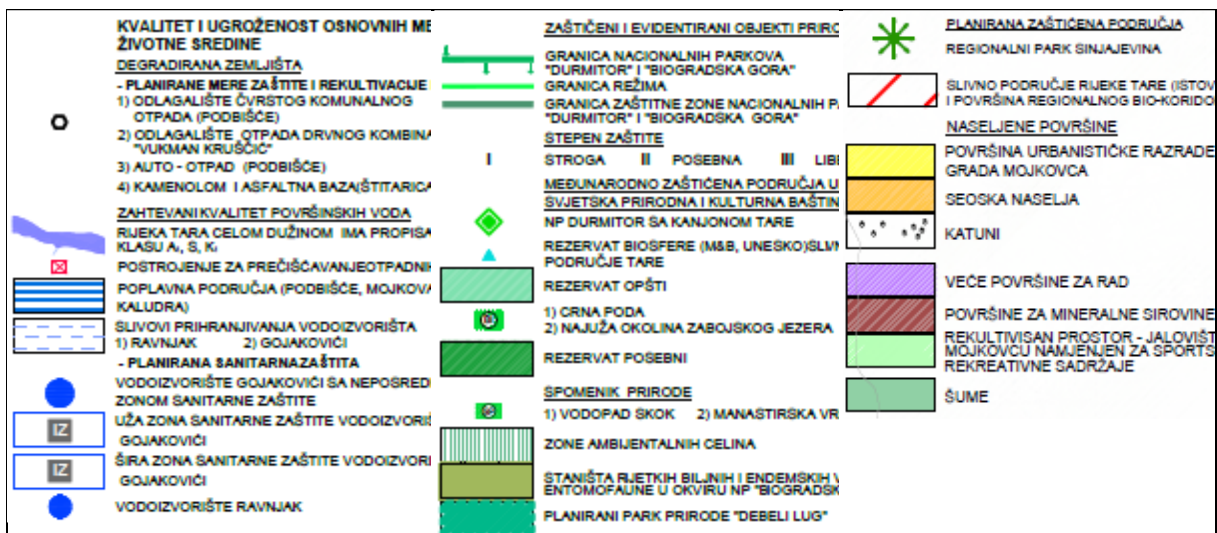 KVALITET I UGROŽENOST OSNOVNIH ME
ŽIVOTNE SREDINE
DEGRADIRANA ZEMLJIŠTA
- PLANIRANE MERE ZAŠTITE I REKULTIVACIJE
1) ODLAGALIŠTE ČVRSTOG KOMUNALNOG
OTPADA (PODBIŠĆE)
2) ODLAGALIŠTE OTPADA DRVNOG KOMBINA
"VUKMAN KRUŠČIĆ"
3) AUTO - OTPAD (PODBIŠĆE)
4) KAMENOLOM I ASFALTNA BAZA(ŠTITARICA
ZAHTEVANI KVALITET POVRŠINSKIH VODA
RIJEKA TARA CELOM DUŽINOM IMA PROPISA
KLASU A, S, K
POSTROJENJE ZA PREČIŠĆAVANJEOTPADNI
POPLAVNA PODRUČJA (PODBIŠĆE, MOJKOVA
KALUDRA)
SLIVOVI PRIHRANJIVANJA VODOIZVORIŠTA
1) RAVNJAK 2) GOJAKOVIĆI
- PLANIRANA SANITARNA ZAŠTITA
VODOIZVORIŠTE GOJAKOVIĆI SA NEPOSRED
ZONOM SANITARNE ZAŠTITE
IZ
UŽA ZONA SANITARNE ZAŠTITE VODOIZVORIŠ
GOJAKOVIĆI
IZ
ŠIRA ZONA SANITARNE ZAŠTITE VODOIZVORI
GOJAKOVIĆI
VODOIZVORIŠTE RAVNJAK
ZAŠTIĆENI I EVIDENTIRANI OBJEKTI PRIRO
GRANICA NACIONALNIH PARKOVA
"DURMITOR" I "BIOGRADSKA GORA"
GRANICA REŽIMA
GRANICA ZAŠTITNE ZONE NACIONALNIH P
"DURMITOR" I "BIOGRADSKA GORA"
STEPEN ZAŠTITE
I STROGA II POSEBNA III LIBE
MEĐUNARODNO ZAŠTIĆENA PODRUČJA U
SVJETSKA PRIRODNA I KULTURNA BAŠTIN
NP DURMITOR SA KANJONOM TARE
REZERVAT BIOSFERE (M&B, UNEŠKO)SLIVN
PODRUČJE TARE
REZERVAT OPŠTI
1) CRNA PODA
2) NAJUŽA OKOLINA ZABOJSKOG JEZERA
REZERVAT POSEBNI
SPOMENIK PRIRODE
1) VODOPAD SKOK 2) MANASTIRSKA VR
ZONE AMBIJENTALNIH CELINA
STANIŠTA RIJETKIH BILJNIH I ENDEMSKIH V
ENTOMOFAUNE U OKVIRU NP "BIOGRADSK
PLANIRANI PARK PRIRODE "DEBELI LUG"
PLANIRANA ZAŠTIĆENA PODRUČJA
REGIONALNI PARK SINJAJEVINA
SLIVNO PODRUČJE RIJEKE TARE (ISTOV
I POVRŠINA REGIONALNOG BIO-KORIDO
NASELJENE POVRŠINE
POVRŠINA URBANISTIČKE RAZRADE
GRADA MOJKOVCA
SEOSKA NASELJA
KATUNI
VEĆE POVRŠINE ZA RAD
POVRŠINE ZA MINERALNE SIROVINE
REKULTIVISAN PROSTOR - JALOVIŠT
MOJKOVCU NAMJENJEN ZA SPORTS
REKREATIVNE SADRŽAJE
ŠUME